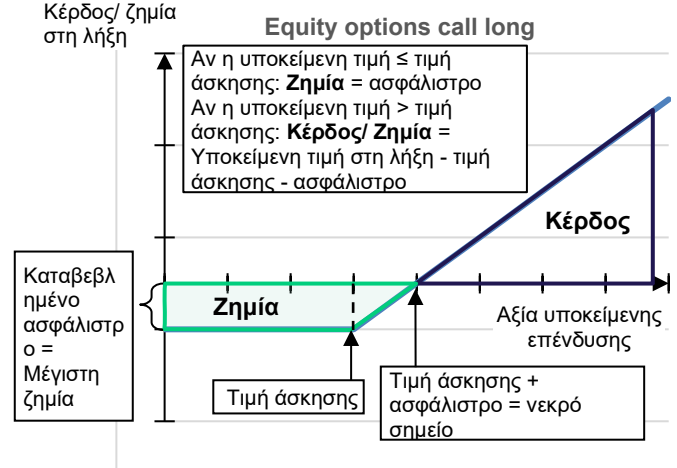 Κέρδος/ ζημία
στη λήξη
Equity options call long
Αν η υποκείμενη τιμή ≤ τιμή
άσκησης: Ζημία = ασφάλιστρο
Αν η υποκείμενη τιμή > τιμή
άσκησης: Κέρδος/ Ζημία =
Υποκείμενη τιμή στη λήξη - τιμή
άσκησης - ασφάλιστρο
Κέρδος
Καταβεβλ
ημένο
ασφάλιστρ
ο =
Μέγιστη
ζημία
Ζημία
Αξία υποκείμενης
επένδυσης
Τιμή άσκησης
Τιμή άσκησης +
ασφάλιστρο = νεκρό
σημείο